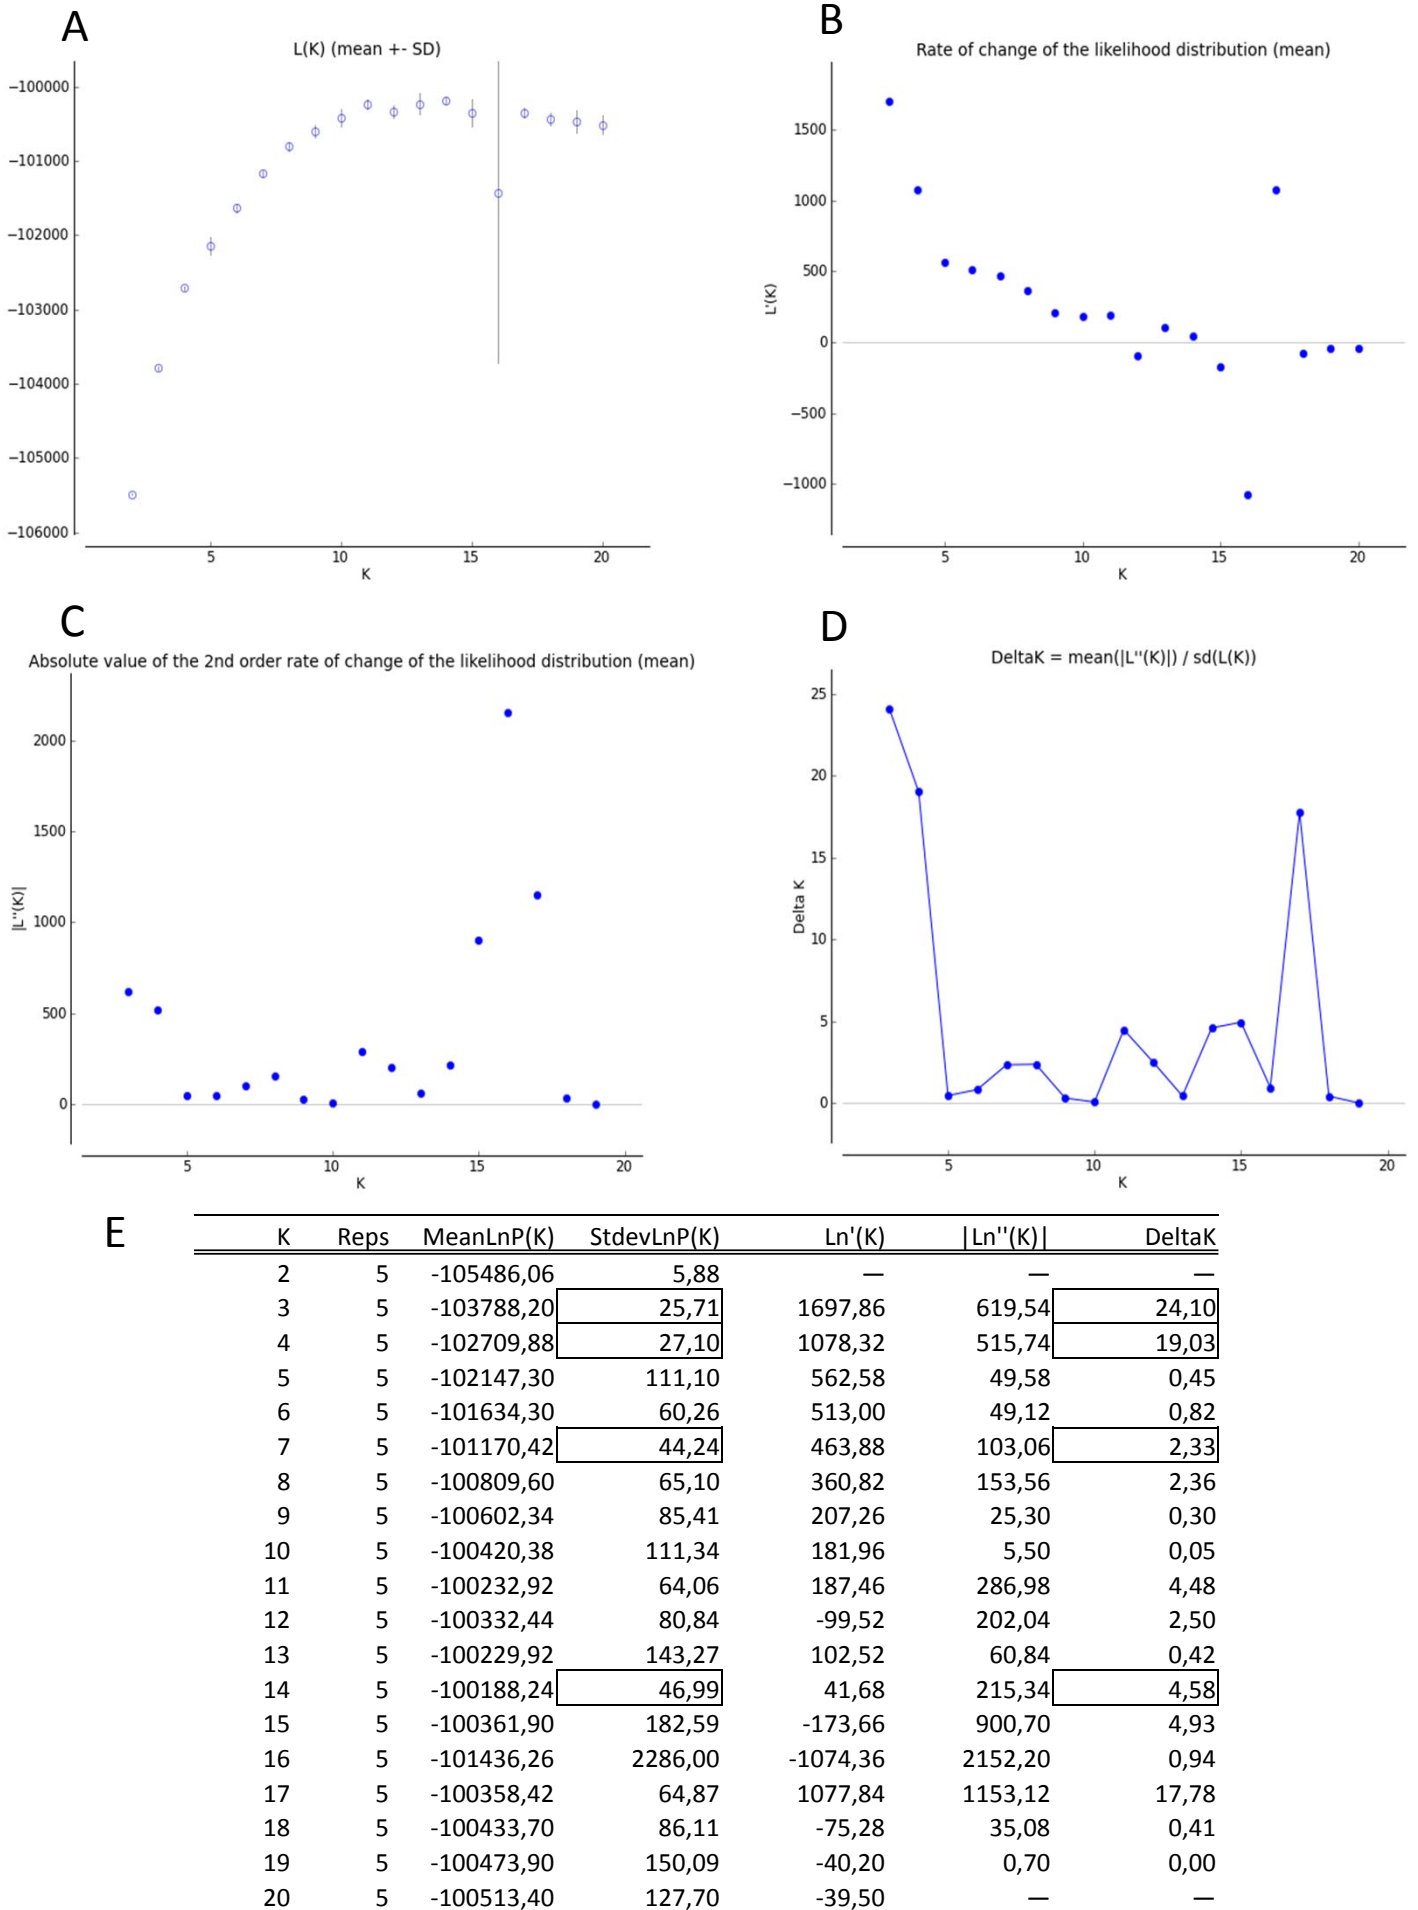 A
L(K) (mean +- SD)
−100000
−101000
−102000
−103000
−104000
−105000
−106000
5 10 15 20
K
B
Rate of change of the likelihood distribution (mean)
L'(K)
1500
1000
500
0
−500
−1000
5 10 15 20
K
C
Absolute value of the 2nd order rate of change of the likelihood distribution (mean)
|L''(K)|
2000
1500
1000
500
0
5 10 15 20
K
D
DeltaK = mean(|L''(K)|) / sd(L(K))
Delta K
25
20
15
10
5
0
5 10 15 20
K
E
K Reps MeanLnP(K) StdevLnP(K) Ln'(K) |Ln''(K)| DeltaK
2 5 -105486,06 5,88 — — —
3 5 -103788,20 25,71 1697,86 619,54 24,10
4 5 -102709,88 27,10 1078,32 515,74 19,03
5 5 -102147,30 111,10 562,58 49,58 0,45
6 5 -101634,30 60,26 513,00 49,12 0,82
7 5 -101170,42 44,24 463,88 103,06 2,33
8 5 -100809,60 65,10 360,82 153,56 2,36
9 5 -100602,34 85,41 207,26 25,30 0,30
10 5 -100420,38 111,34 181,96 5,50 0,05
11 5 -100232,92 64,06 187,46 286,98 4,48
12 5 -100332,44 80,84 -99,52 202,04 2,50
13 5 -100229,92 143,27 102,52 60,84 0,42
14 5 -100188,24 46,99 41,68 215,34 4,58
15 5 -100361,90 182,59 -173,66 900,70 4,93
16 5 -101436,26 2286,00 -1074,36 2152,20 0,94
17 5 -100358,42 64,87 1077,84 1153,12 17,78
18 5 -100433,70 86,11 -75,28 35,08 0,41
19 5 -100473,90 150,09 -40,20 0,70 0,00
20 5 -100513,40 127,70 -39,50 — —